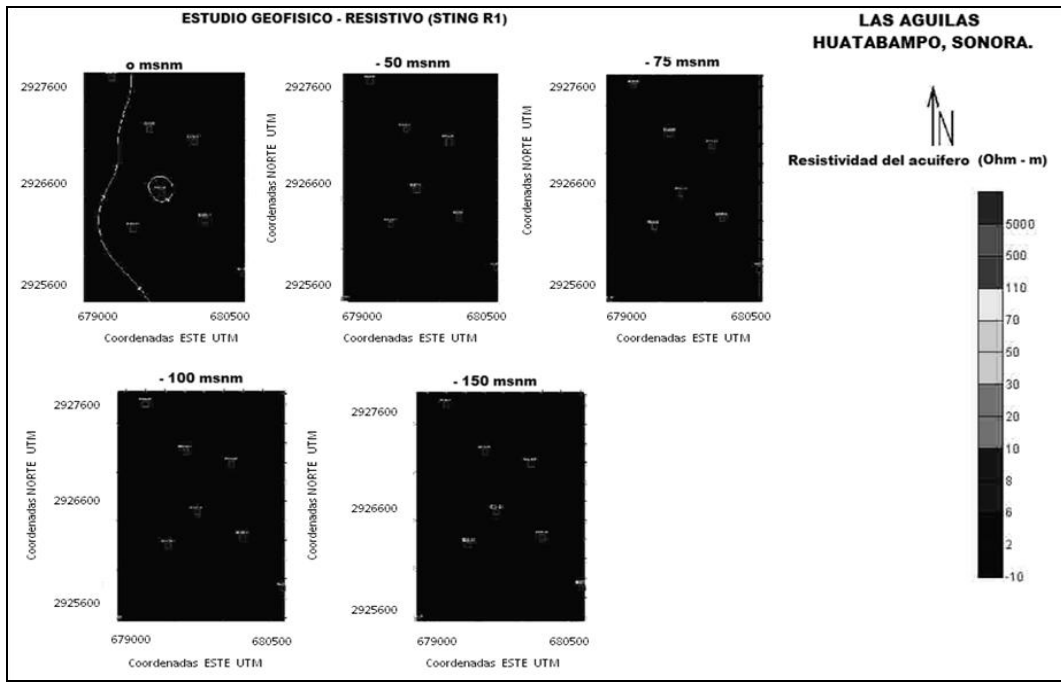 ESTUDIO GEOFISICO - RESISTIVO (STING R1)
LAS AGUILAS
HUATABAMPO, SONORA.
N
Resistividad del acuifero (Ohm - m)
5000
500
110
70
50
30
20
10
8
6
2
-10
o msnm
2927600
2926600
2925600
679000
680500
Coordenadas ESTE UTM
- 50 msnm
Coordenadas NORTE UTM
2927600
2926600
2925600
679000
680500
Coordenadas ESTE UTM
- 75 msnm
Coordenadas NORTE UTM
2927600
2926600
2925600
679000
680500
Coordenadas ESTE UTM
- 100 msnm
Coordenadas NORTE UTM
2927600
2926600
2925600
679000
680500
Coordenadas ESTE UTM
- 150 msnm
Coordenadas NORTE UTM
2927600
2926600
2925600
679000
680500
Coordenadas ESTE UTM